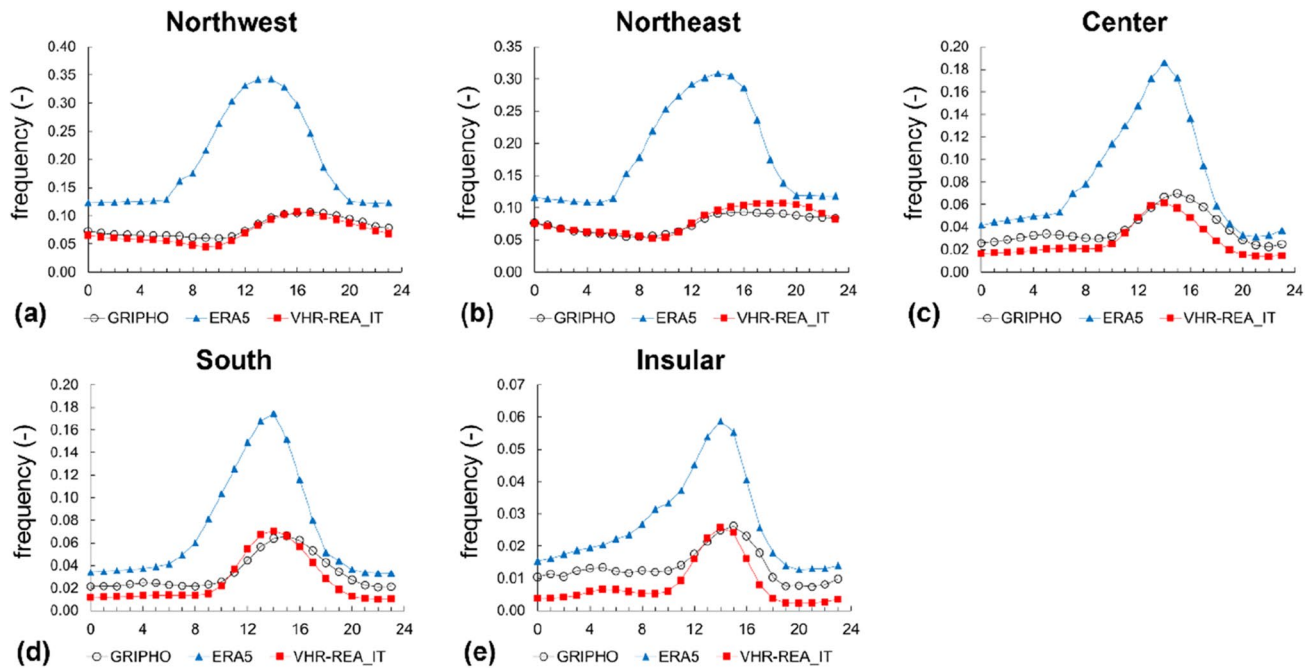 Northwest
frequency (-)
0.40
0.35
0.30
0.25
0.20
0.15
0.10
0.05
0.00
0 4 8 12 16 20 24
(a)
GRIPHO ERA5 VHR-REA_IT
Northeast
frequency (-)
0.35
0.30
0.25
0.20
0.15
0.10
0.05
0.00
0 4 8 12 16 20 24
(b)
GRIPHO ERA5 VHR-REA_IT
Center
frequency (-)
0.20
0.18
0.16
0.14
0.12
0.10
0.08
0.06
0.04
0.02
0.00
0 4 8 12 16 20 24
(c)
GRIPHO ERA5 VHR-REA_IT
South
frequency (-)
0.20
0.18
0.16
0.14
0.12
0.10
0.08
0.06
0.04
0.02
0.00
0 4 8 12 16 20 24
(d)
GRIPHO ERA5 VHR-REA_IT
Insular
frequency (-)
0.07
0.06
0.05
0.04
0.03
0.02
0.01
0.00
0 4 8 12 16 20 24
(e)
GRIPHO ERA5 VHR-REA_IT